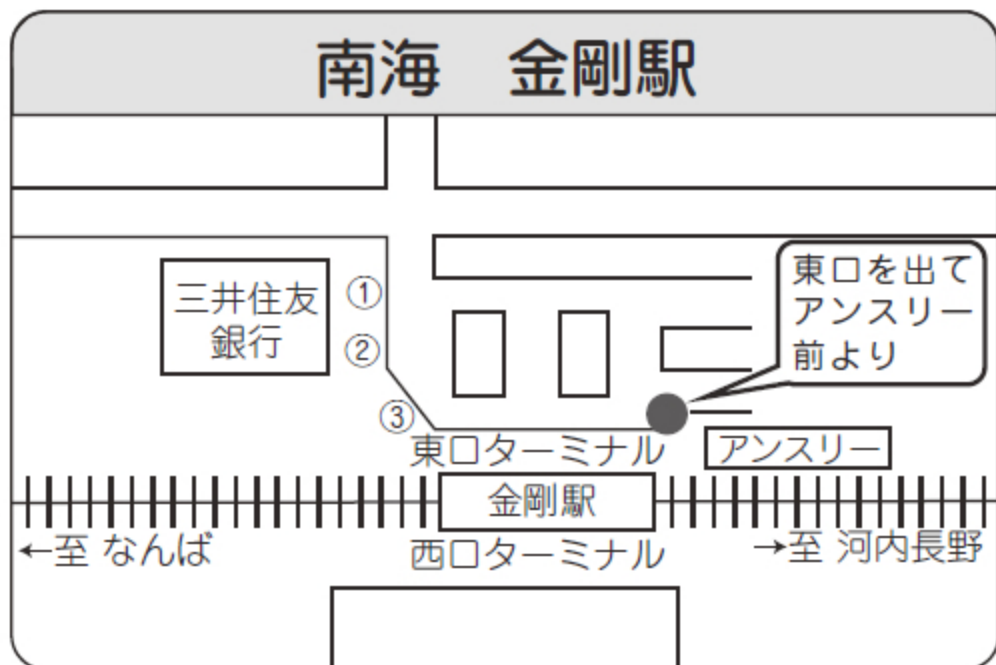 南海　金剛駅
三井住友
銀行
①
②
③
東口を出て
アンスリー
前より
東口ターミナル
アンスリー
金剛駅
←至 なんば
西口ターミナル
→至 河内長野